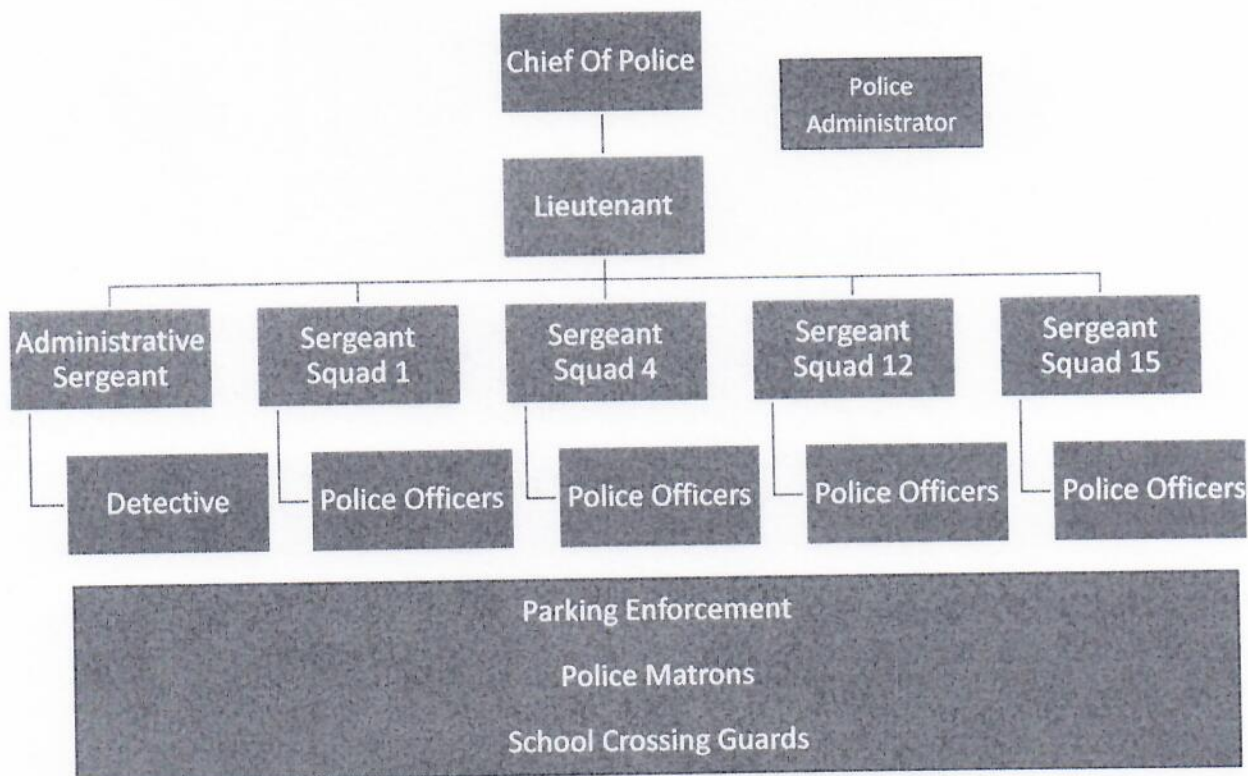 Chief Of Police
Police
Administrator
Lieutenant
Administrative
Sergeant
Sergeant
Squad 1
Sergeant
Squad 4
Sergeant
Squad 12
Sergeant
Squad 15
Detective
Police Officers
Police Officers
Police Officers
Police Officers
Parking Enforcement
Police Matrons
School Crossing Guards